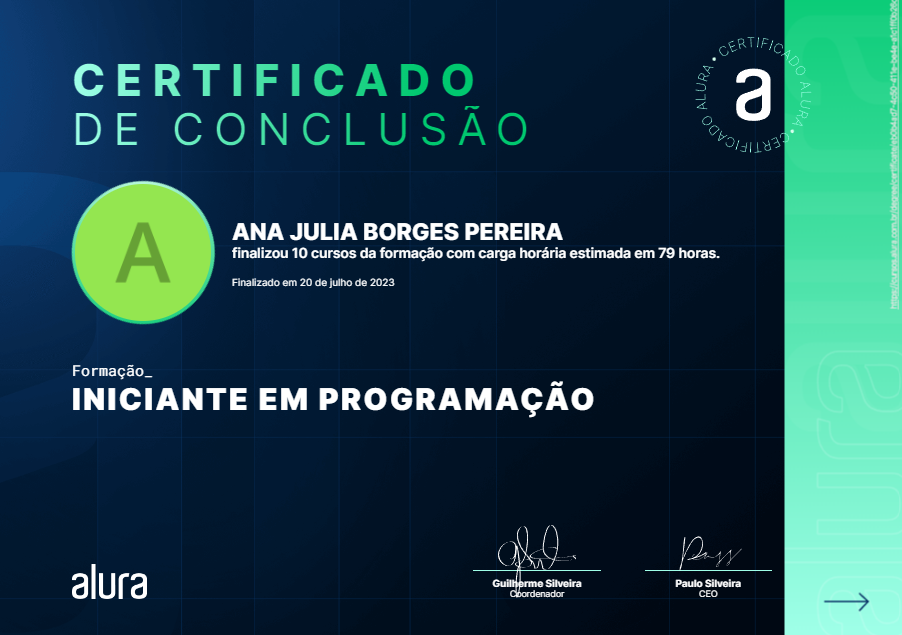 CERTIFICADO
DE CONCLUSÃO
CERTIFICADO ALURA • CERTIFICADO ALURA •
a
A
ANA JULIA BORGES PEREIRA
finalizou 10 cursos da formação com carga horária estimada em 79 horas.
Finalizado em 20 de julho de 2023
Formação_
INICIANTE EM PROGRAMAÇÃO
alura
Guilherme Silveira
Coordenador
Paulo Silveira
CEO
alura